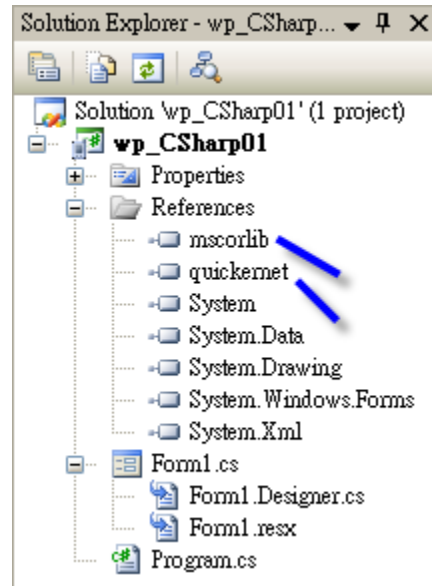 Solution Explorer - wp_CSharp...
Solution 'wp_CSharp01' (1 project)
wp_CSharp01
Properties
References
mscorlib
quickernet
System
System.Data
System.Drawing
System.Windows.Forms
System.Xml
Form1.cs
Form1.Designer.cs
Form1.resx
Program.cs